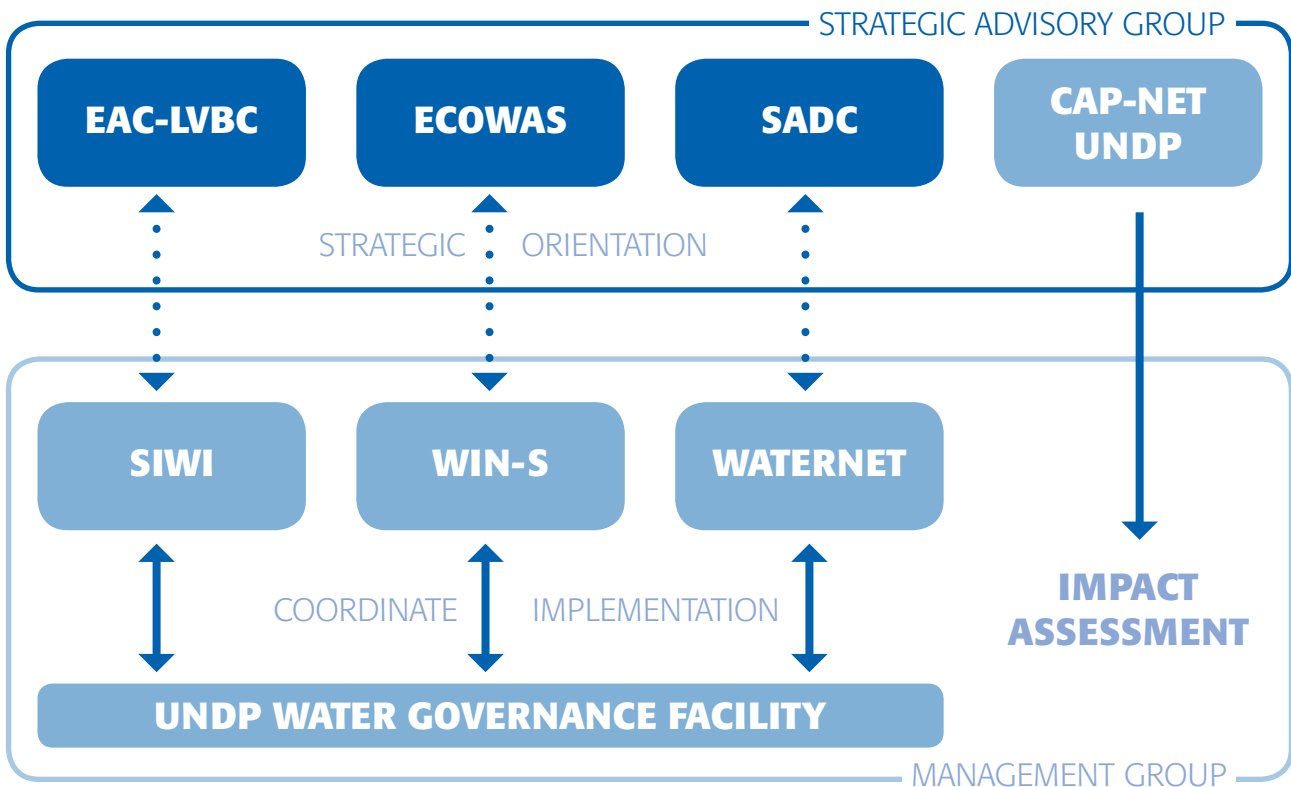 STRATEGIC ADVISORY GROUP
EAC-LVBC
ECOWAS
SADC
CAP-NET
UNDP
STRATEGIC ORIENTATION
SIWI
WIN-S
WATERNET
COORDINATE IMPLEMENTATION
IMPACT
ASSESSMENT
UNDP WATER GOVERNANCE FACILITY
MANAGEMENT GROUP